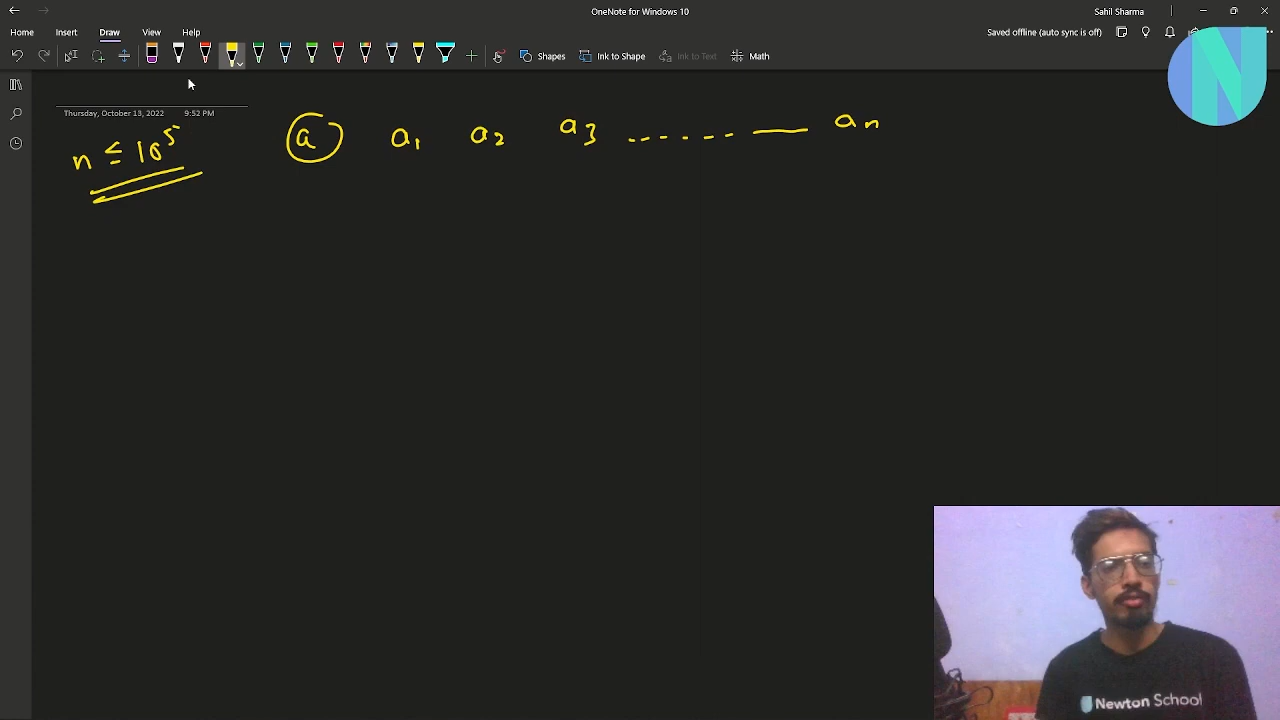 OneNote for Windows 10
Sahil Sharma
Home Insert Draw View Help
Saved offline (auto sync is off)
Shapes Ink to Shape Ink to Text Math
Thursday, October 13, 2022 9:52 PM
n ≤ 10^5
a a1 a2 a3 ------ — an
N
Newton School